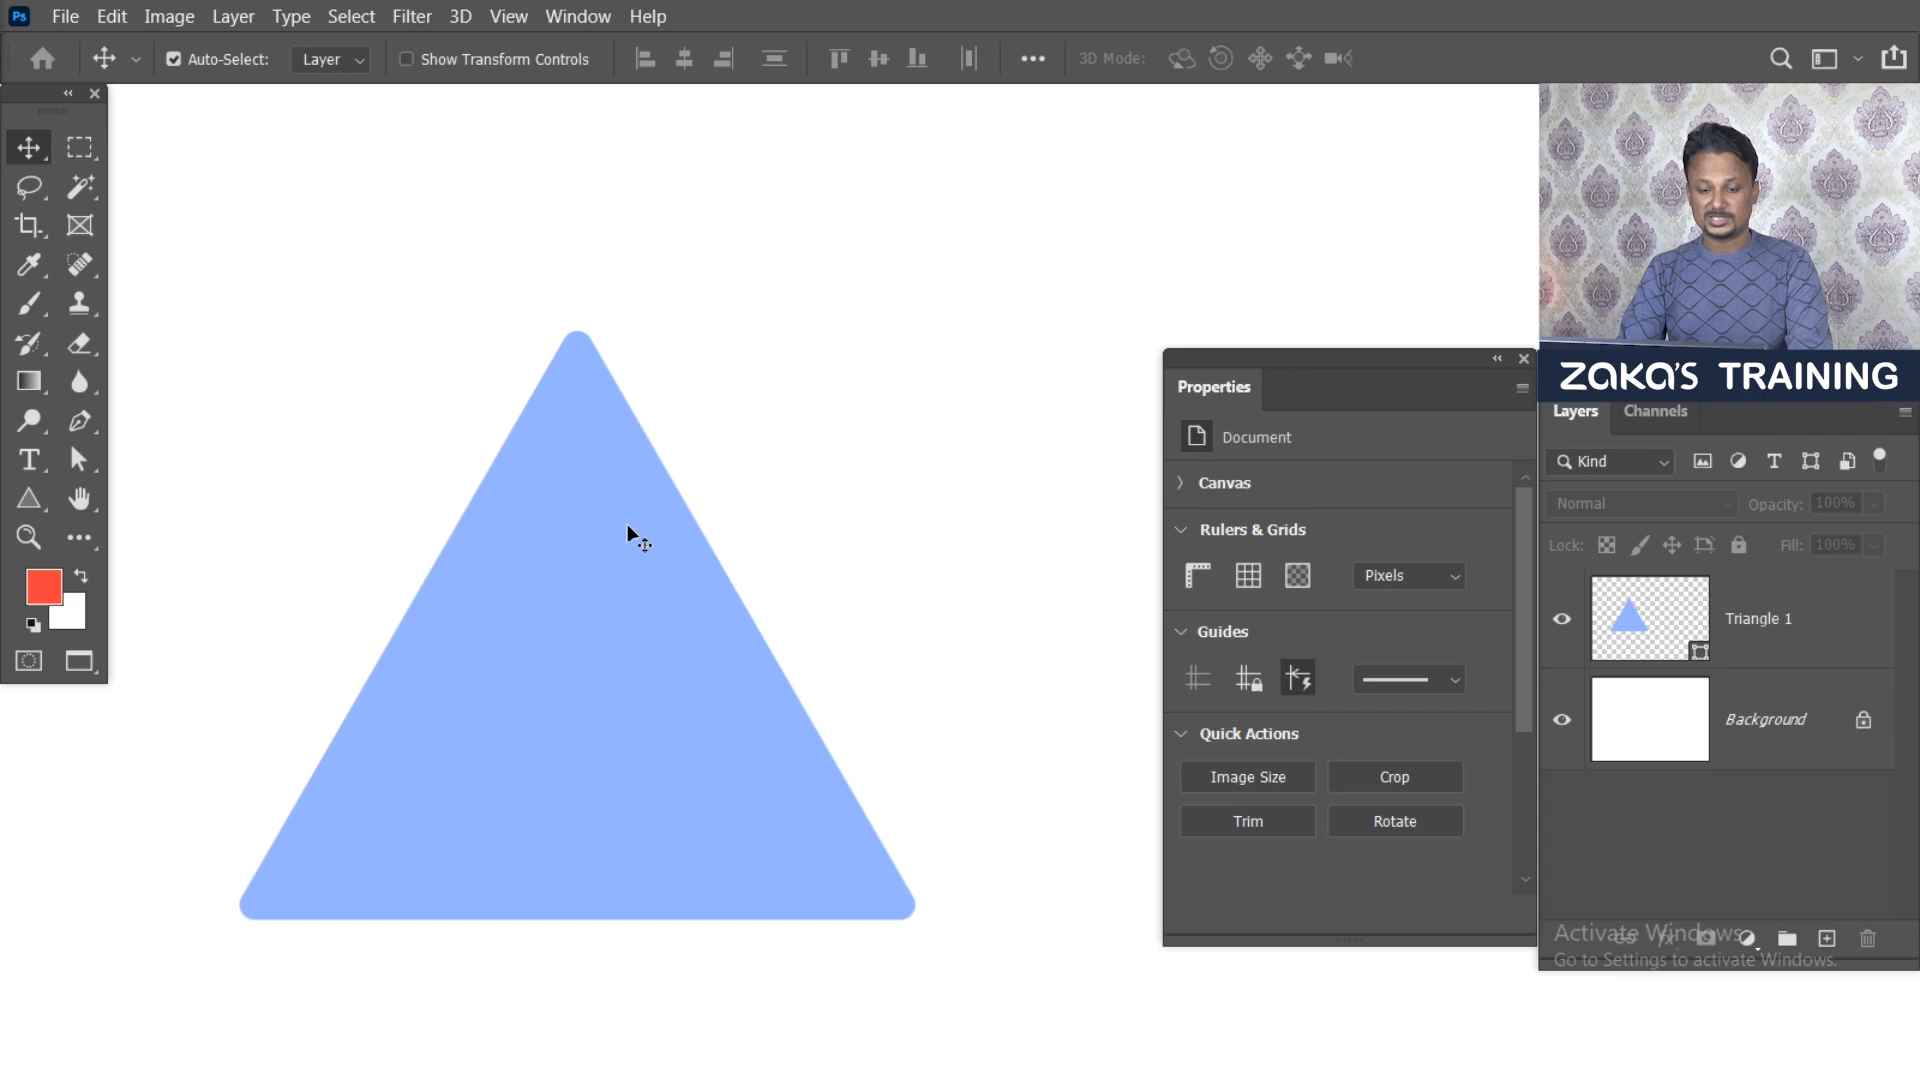 Ps File Edit Image Layer Type Select Filter 3D View Window Help
Auto-Select: Layer Show Transform Controls 3D Mode:
ZAKA'S TRAINING
Properties
Document
Canvas
Rulers & Grids
Pixels
Guides
Quick Actions
Image Size Crop
Trim Rotate
Layers Channels
Kind
Normal Opacity: 100%
Lock: Fill: 100%
Triangle 1
Background
Activate Windows
Go to Settings to activate Windows.